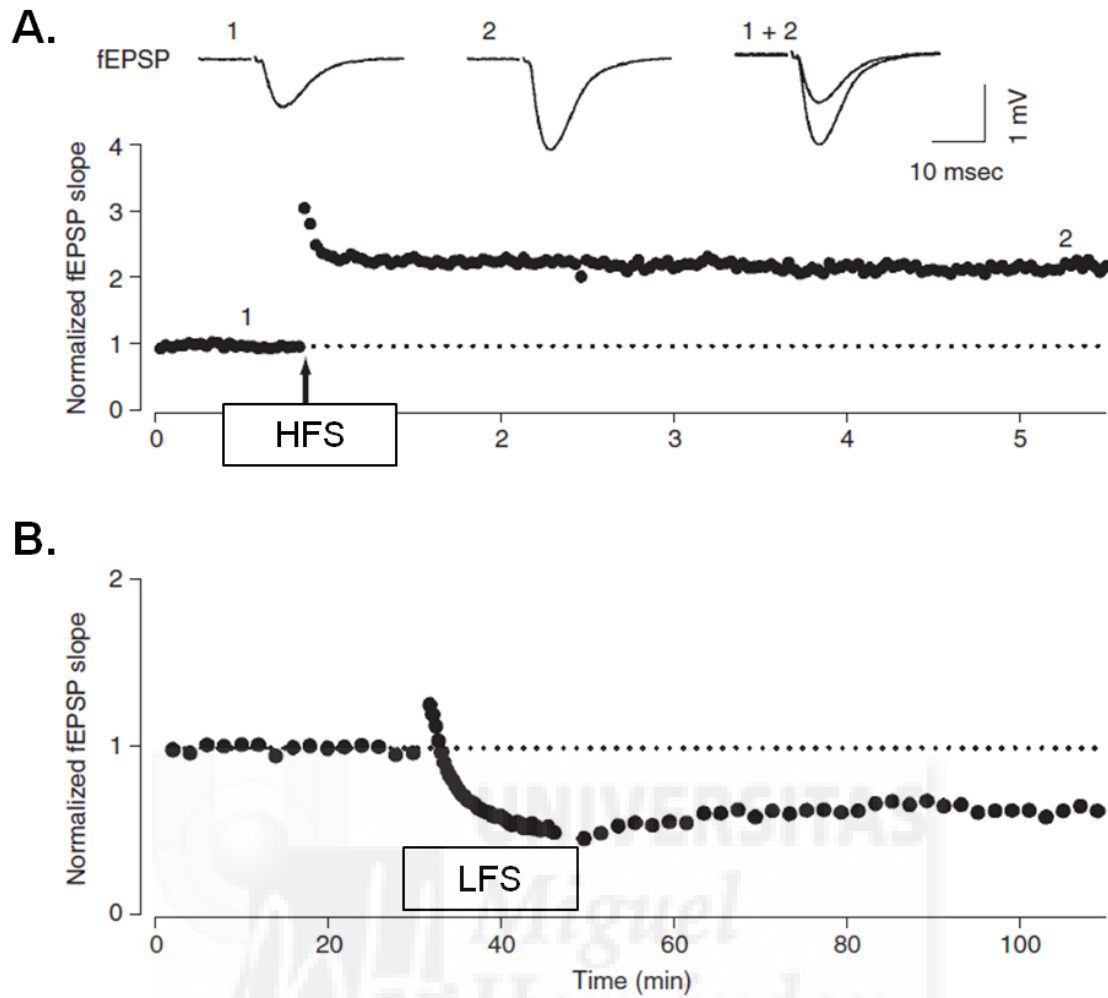 A.
1 2 1 + 2
fEPSP
1 mV
10 msec
Normalized fEPSP slope
4
3
2
1
0
1
2
HFS
0 2 3 4 5
B.
Normalized fEPSP slope
2
1
0
LFS
UNIVERSITAS
Miguel
0 20 40 60 80 100
Time (min)